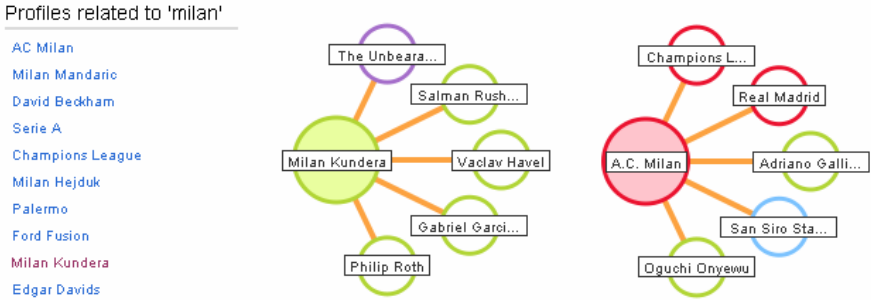 Profiles related to 'milan'
AC Milan
Milan Mandaric
David Beckham
Serie A
Champions League
Milan Hejduk
Palermo
Ford Fusion
Milan Kundera
Edgar Davids
The Unbeara...
Salman Rush...
Milan Kundera
Vaclav Havel
Gabriel Garci...
Philip Roth
Champions L...
Real Madrid
A.C. Milan
Adriano Galli...
San Siro Sta...
Oguchi Onyewu